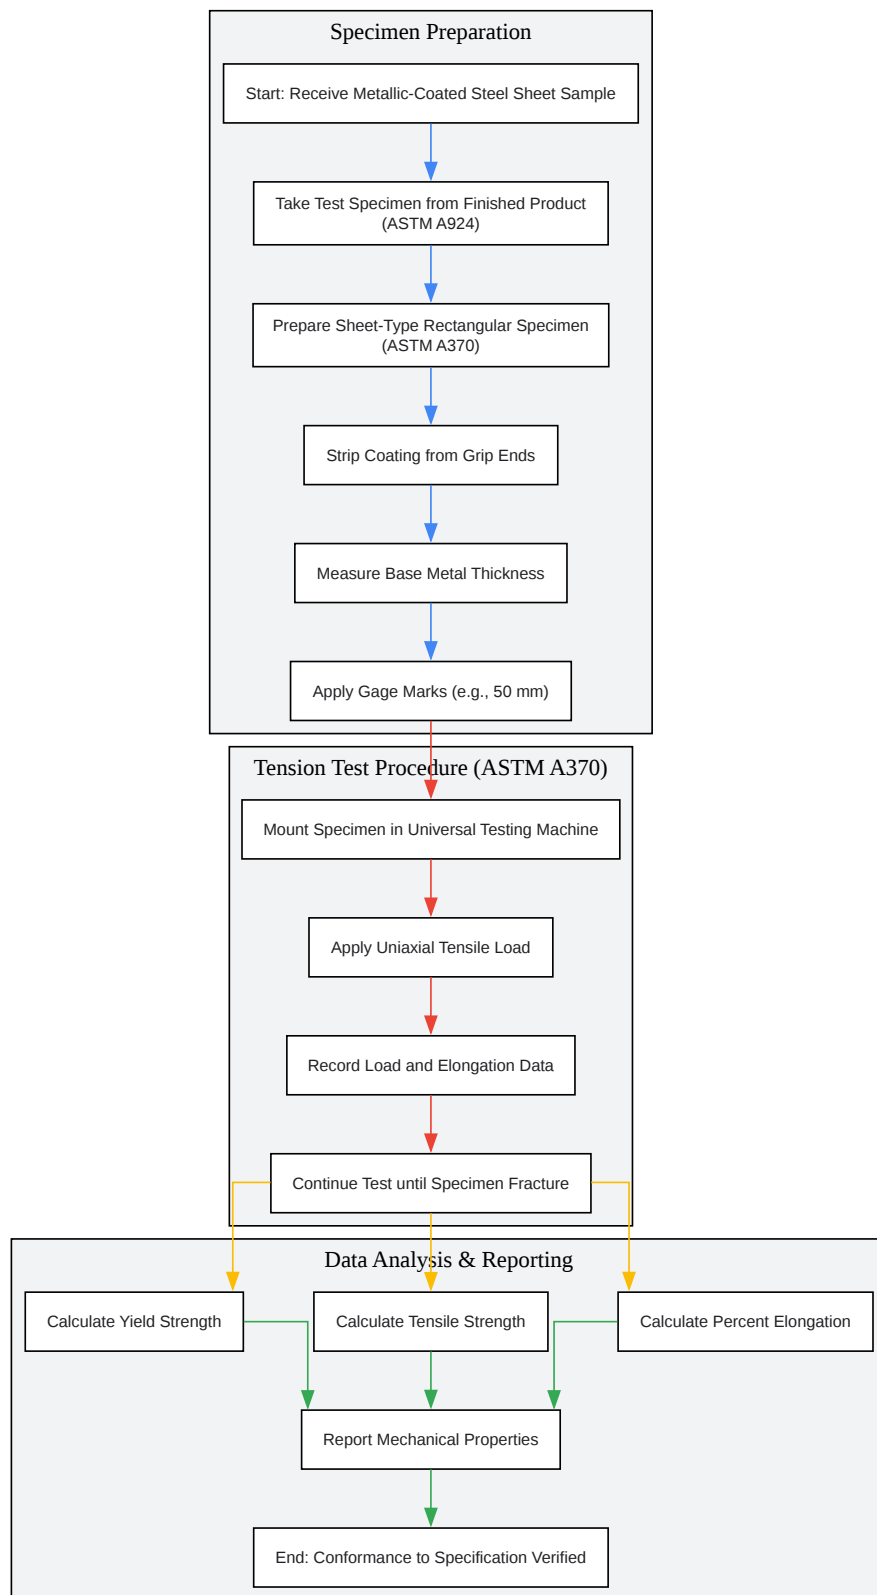 Specimen Preparation
Start: Receive Metallic-Coated Steel Sheet Sample
Take Test Specimen from Finished Product
(ASTM A924)
Prepare Sheet-Type Rectangular Specimen
(ASTM A370)
Strip Coating from Grip Ends
Measure Base Metal Thickness
Apply Gage Marks (e.g., 50 mm)
Tension Test Procedure (ASTM A370)
Mount Specimen in Universal Testing Machine
Apply Uniaxial Tensile Load
Record Load and Elongation Data
Continue Test until Specimen Fracture
Data Analysis & Reporting
Calculate Yield Strength
Calculate Tensile Strength
Calculate Percent Elongation
Report Mechanical Properties
End: Conformance to Specification Verified